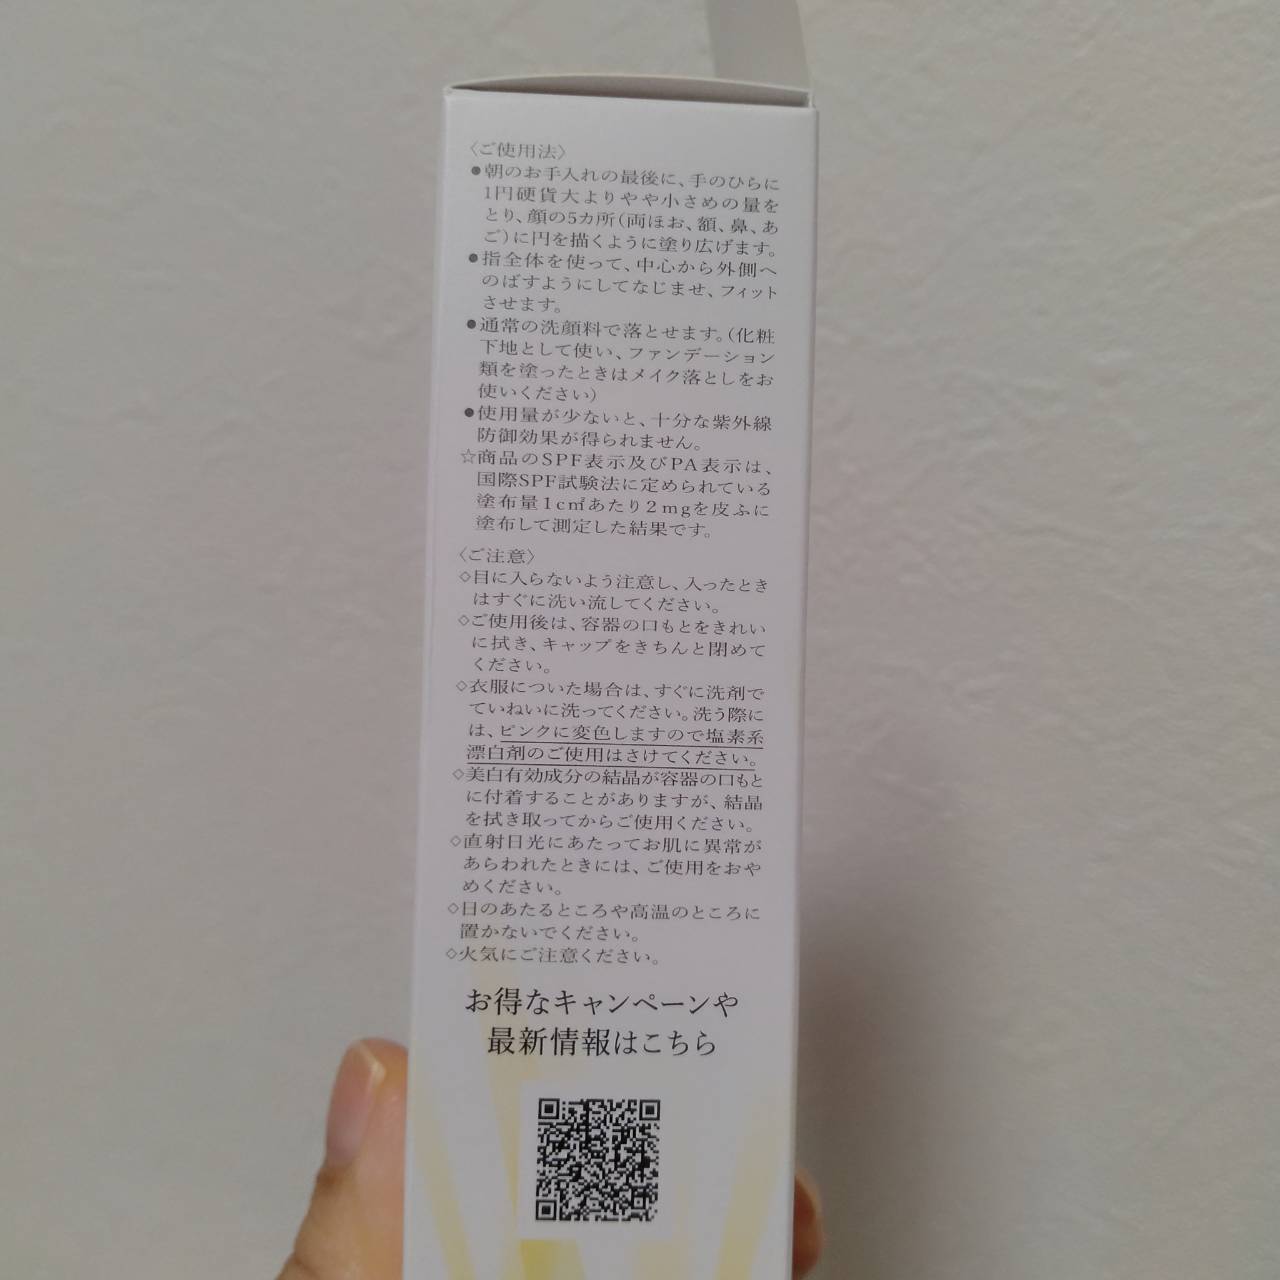 〈ご使用法〉
●朝のお手入れの最後に、手のひらに
1円硬貨大よりやや小さめの量を
とり、顔の5カ所(両ほお、額、鼻、あ
ご)に円を描くように塗り広げます。
●指全体を使って、中心から外側へ
のばすようにしてなじませ、フィット
させます。
●通常の洗顔料で落とせます。(化粧
下地として使い、ファンデーション
類を塗ったときはメイク落としをお
使いください)
●使用量が少ないと、十分な紫外線
防御効果が得られません。
☆商品のSPF表示及びPA表示は、
国際SPF試験法に定められている
塗布量1c㎡あたり2mgを皮ふに
塗布して測定した結果です。
〈ご注意〉
◇目に入らないよう注意し、入ったとき
はすぐに洗い流してください。
◇ご使用後は、容器の口もとをきれい
に拭き、キャップをきちんと閉めて
ください。
◇衣服についた場合は、すぐに洗剤で
ていねいに洗ってください。洗う際に
は、ピンクに変色しますので塩素系
漂白剤のご使用はさけてください。
◇美白有効成分の結晶が容器の口もと
に付着することがありますが、結晶
を拭き取ってからご使用ください。
◇直射日光にあたってお肌に異常が
あらわれたときには、ご使用をおや
めください。
◇日のあたるところや高温のところに
置かないでください。
◇火気にご注意ください。
お得なキャンペーンや
最新情報はこちら